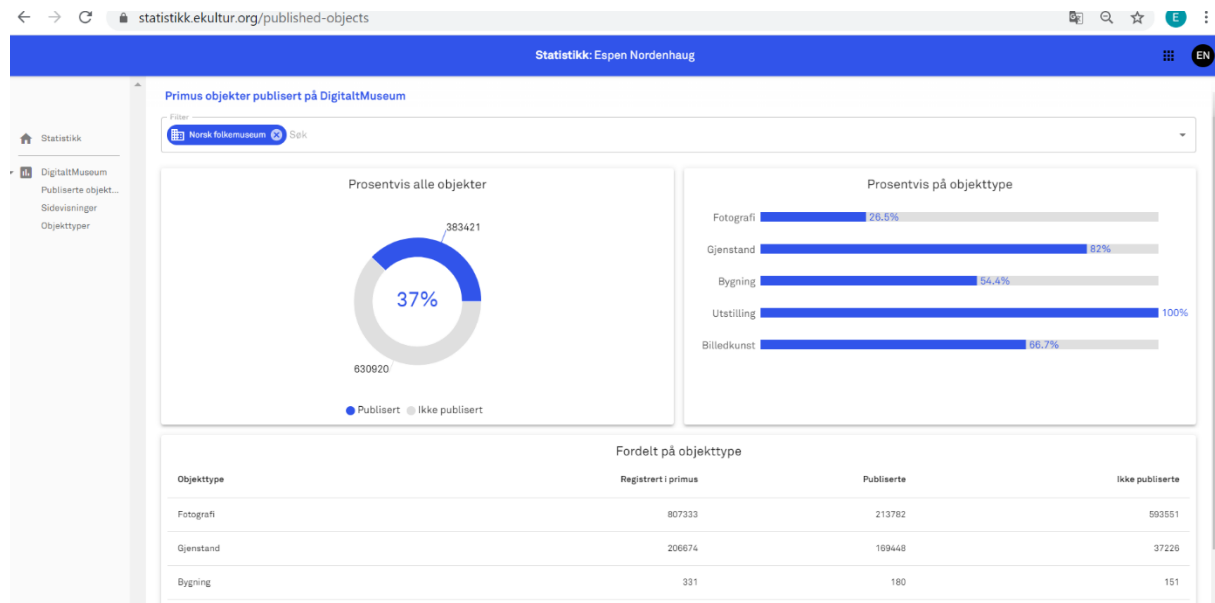 statistikk.ekultur.org/published-objects
E
Statistikk: Espen Nordenhaug
EN
Statistikk
DigitaltMuseum
Publiserte objekt...
Sidevisninger
Objekttyper
Primus objekter publisert på DigitaltMuseum
Filter
Norsk folkemuseum Søk
Prosentvis alle objekter
383421
37%
630920
Publisert Ikke publisert
Prosentvis på objekttype
Fotografi 26.5%
Gjenstand 82%
Bygning 54.4%
Utstilling 100%
Billedkunst 66.7%
Fordelt på objekttype
Objekttype Registrert i primus Publiserte Ikke publiserte
Fotografi 807333 213782 593551
Gjenstand 206674 169448 37226
Bygning 331 180 151